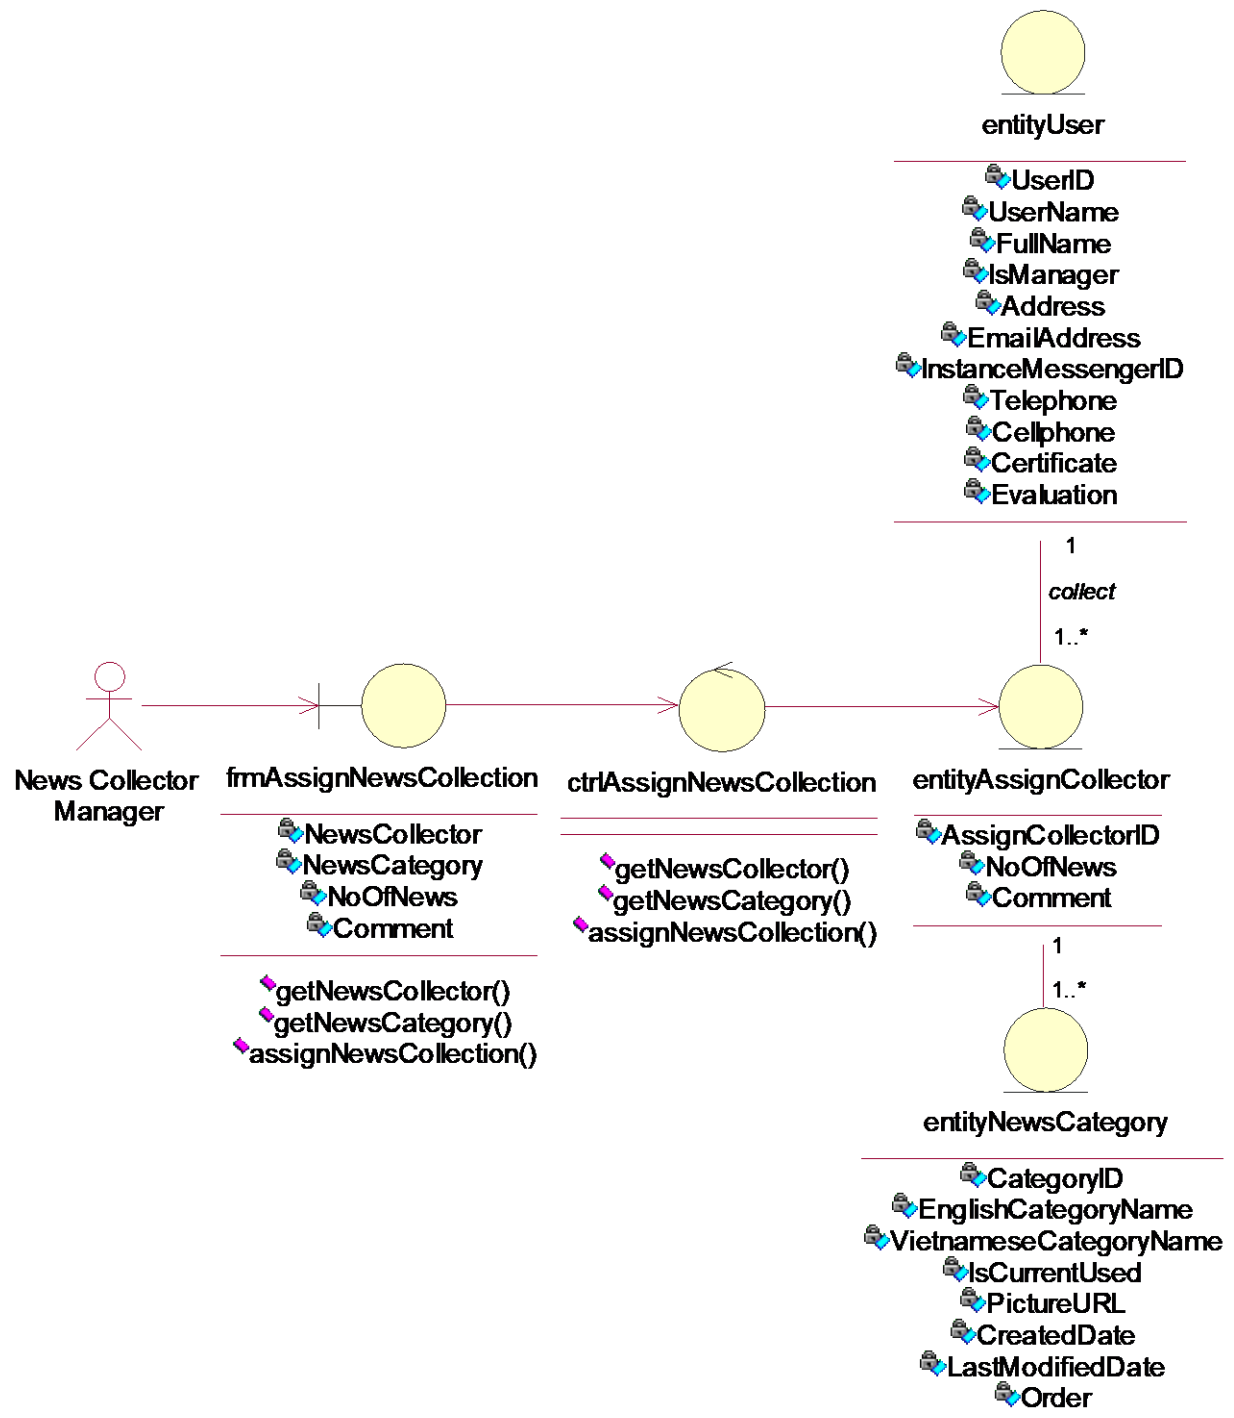 entityUser
UserID
UserName
FullName
IsManager
Address
EmailAddress
InstanceMessengerID
Telephone
Cellphone
Certificate
Evaluation
1
collect
1..*
News Collector
Manager
frmAssignNewsCollection
NewsCollector
NewsCategory
NoOfNews
Comment
getNewsCollector()
getNewsCategory()
assignNewsCollection()
ctrlAssignNewsCollection
getNewsCollector()
getNewsCategory()
assignNewsCollection()
entityAssignCollector
AssignCollectorID
NoOfNews
Comment
1
1..*
entityNewsCategory
CategoryID
EnglishCategoryName
VietnameseCategoryName
IsCurrentUsed
PictureURL
CreatedDate
LastModifiedDate
Order